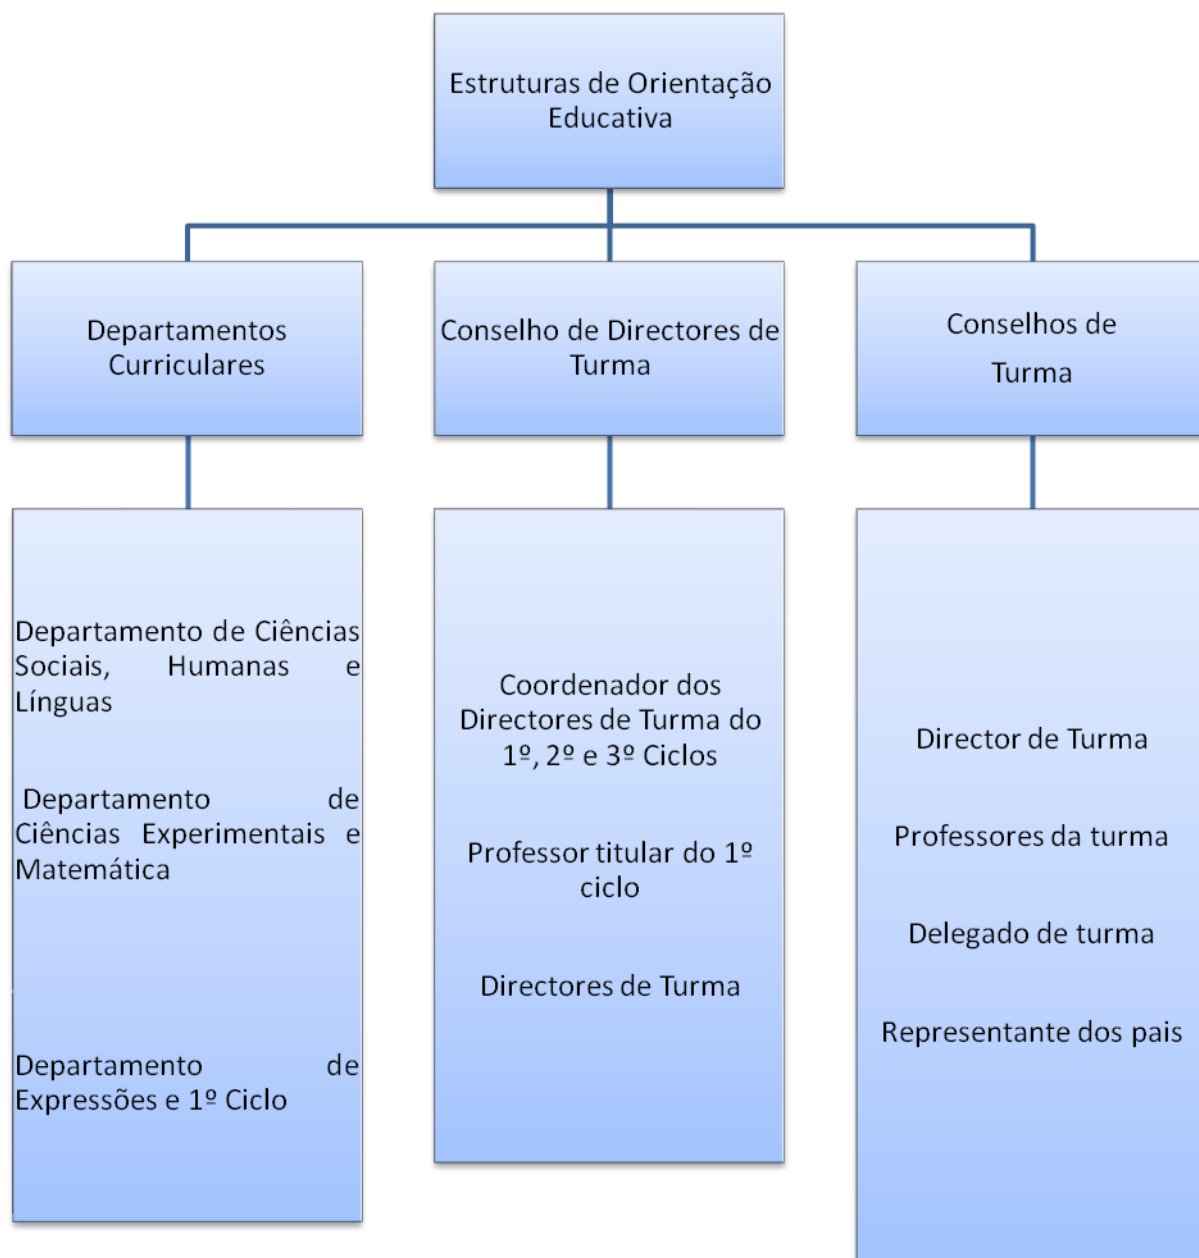 Estruturas de Orientação
Educativa
Departamentos
Curriculares
Conselho de Directores de
Turma
Conselhos de
Turma
Departamento de Ciências
Sociais, Humanas e
Línguas
Departamento de
Ciências Experimentais e
Matemática
Departamento de
Expressões e 1º Ciclo
Coordenador dos
Directores de Turma do
1º, 2º e 3º Ciclos
Professor titular do 1º
ciclo
Directores de Turma
Director de Turma
Professores da turma
Delegado de turma
Representante dos pais